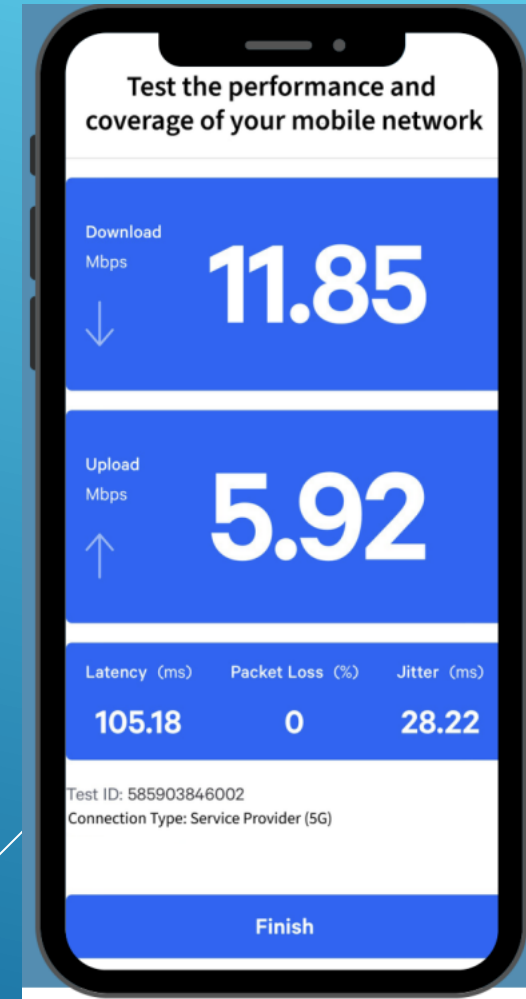 Test the performance and
coverage of your mobile network
Download
Mbps
11.85
Upload
Mbps
5.92
Latency (ms) Packet Loss (%) Jitter (ms)
105.18 0 28.22
Test ID: 585903846002
Connection Type: Service Provider (5G)
Finish